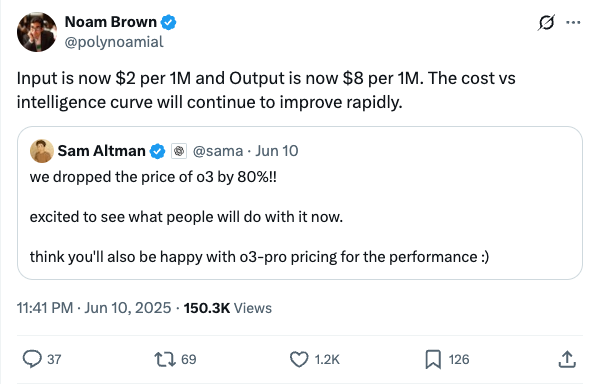 Noam Brown
@polynoamial
Input is now $2 per 1M and Output is now $8 per 1M. The cost vs
intelligence curve will continue to improve rapidly.
Sam Altman @sama · Jun 10
we dropped the price of o3 by 80%!!
excited to see what people will do with it now.
think you'll also be happy with o3-pro pricing for the performance :)
11:41 PM · Jun 10, 2025 · 150.3K Views
37 69 1.2K 126